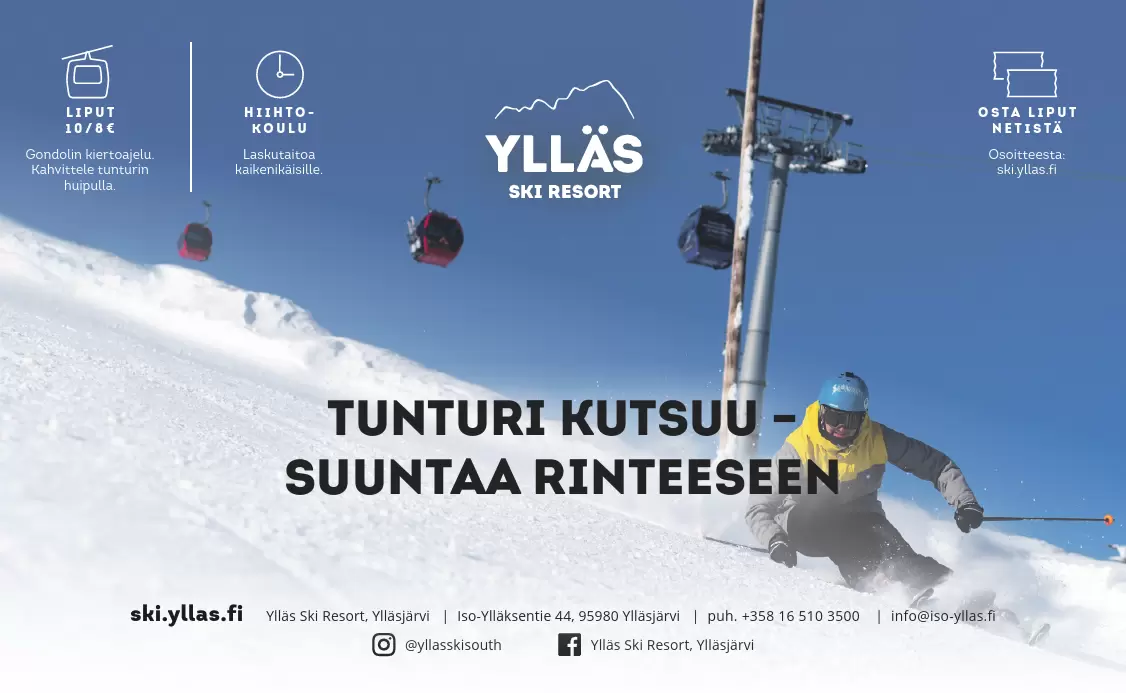 LIPUT
10/8€
Gondolin kiertoajelu.
Kahvittele tunturin
huipulla.
HIIHTO-
KOULU
Laskutaitoa
kaikenikäisille.
YLLÄS
SKI RESORT
OSTA LIPUT
NETISTÄ
Osoitteesta:
ski.yllas.fi
TUNTURI KUTSUU –
SUUNTAA RINTEESEEN
ski.yllas.fi Ylläs Ski Resort, Ylläsjärvi | Iso-Ylläksentie 44, 95980 Ylläsjärvi | puh. +358 16 510 3500 | info@iso-yllas.fi
@yllasskisouth Ylläs Ski Resort, Ylläsjärvi